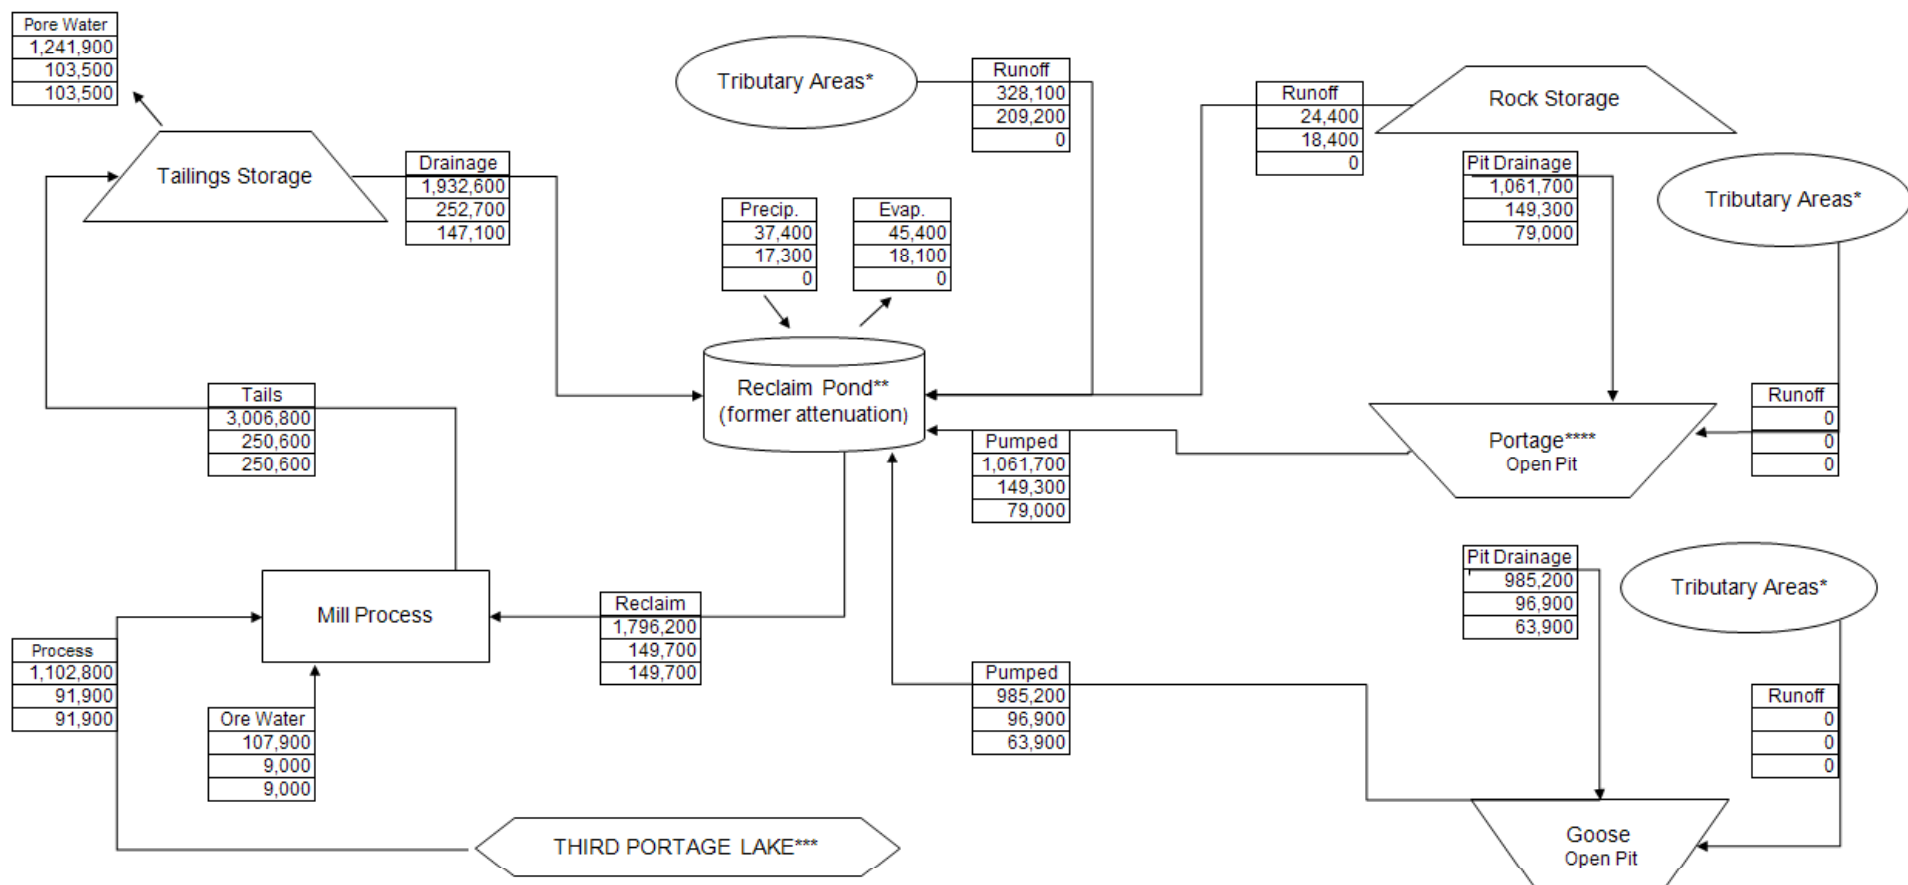 Pore Water
1,241,900
103,500
103,500
Tailings Storage
Drainage
1,932,600
252,700
147,100
Tributary Areas*
Runoff
328,100
209,200
0
Precip.
37,400
17,300
0
Evap.
45,400
18,100
0
Runoff
24,400
18,400
0
Rock Storage
Pit Drainage
1,061,700
149,300
79,000
Tributary Areas*
Reclaim Pond**
(former attenuation)
Tails
3,006,800
250,600
250,600
Pumped
1,061,700
149,300
79,000
Portage****
Open Pit
Runoff
0
0
0
Mill Process
Reclaim
1,796,200
149,700
149,700
Process
1,102,800
91,900
91,900
Ore Water
107,900
9,000
9,000
Pumped
985,200
96,900
63,900
Pit Drainage
985,200
96,900
63,900
Tributary Areas*
Runoff
0
0
0
THIRD PORTAGE LAKE***
Goose
Open Pit